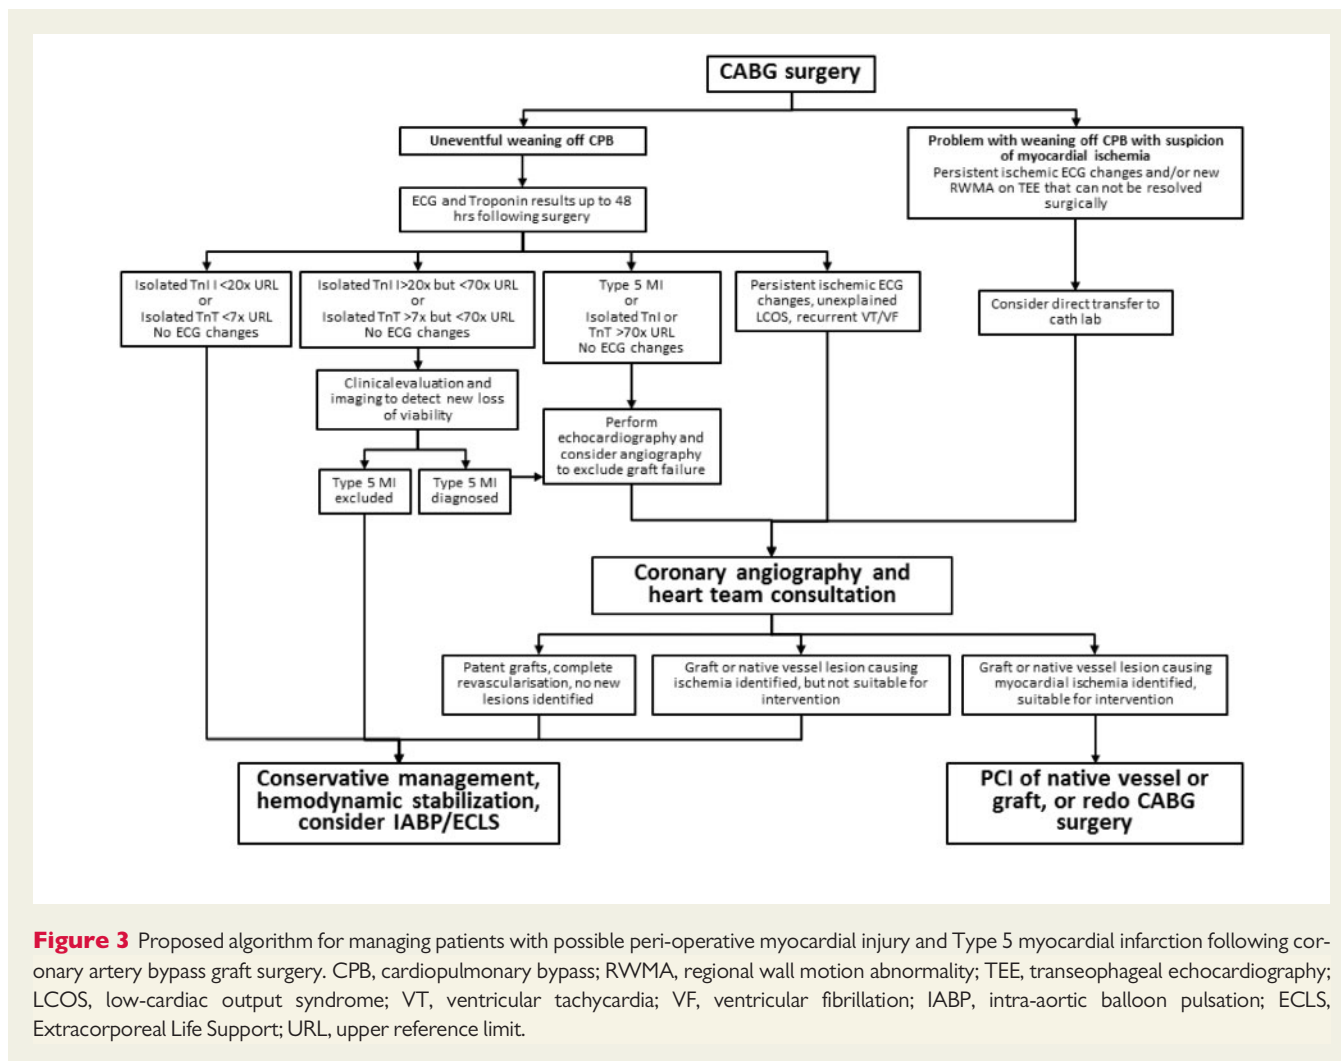 CABG surgery
Uneventful weaning off CPB
Problem with weaning off CPB with suspicion
of myocardial ischemia
Persistent ischemic ECG changes and/or new
RWMA on TEE that can not be resolved
surgically
ECG and Troponin results up to 48
hrs following surgery
Isolated TnI I <20x URL
or
Isolated TnT <7x URL
No ECG changes
Isolated TnI I>20x but <70x URL
or
Isolated TnT >7x but <70x URL
No ECG changes
Type 5 MI
or
Isolated TnI or
TnT >70x URL
No ECG changes
Persistent ischemic ECG
changes, unexplained
LCOS, recurrent VT/VF
Consider direct transfer to
cath lab
Clinical evaluation and
imaging to detect new loss
of viability
Perform
echocardiography and
consider angiography
to exclude graft failure
Type 5 MI
excluded
Type 5 MI
diagnosed
Coronary angiography and
heart team consultation
Patent grafts, complete
revascularisation, no new
lesions identified
Graft or native vessel lesion causing
ischemia identified, but not suitable for
intervention
Graft or native vessel lesion causing
myocardial ischemia identified,
suitable for intervention
Conservative management,
hemodynamic stabilization,
consider IABP/ECLS
PCI of native vessel or
graft, or redo CABG
surgery
Figure 3 Proposed algorithm for managing patients with possible peri-operative myocardial injury and Type 5 myocardial infarction following cor-
onary artery bypass graft surgery. CPB, cardiopulmonary bypass; RWMA, regional wall motion abnormality; TEE, transeophageal echocardiography;
LCOS, low-cardiac output syndrome; VT, ventricular tachycardia; VF, ventricular fibrillation; IABP, intra-aortic balloon pulsation; ECLS,
Extracorporeal Life Support; URL, upper reference limit.